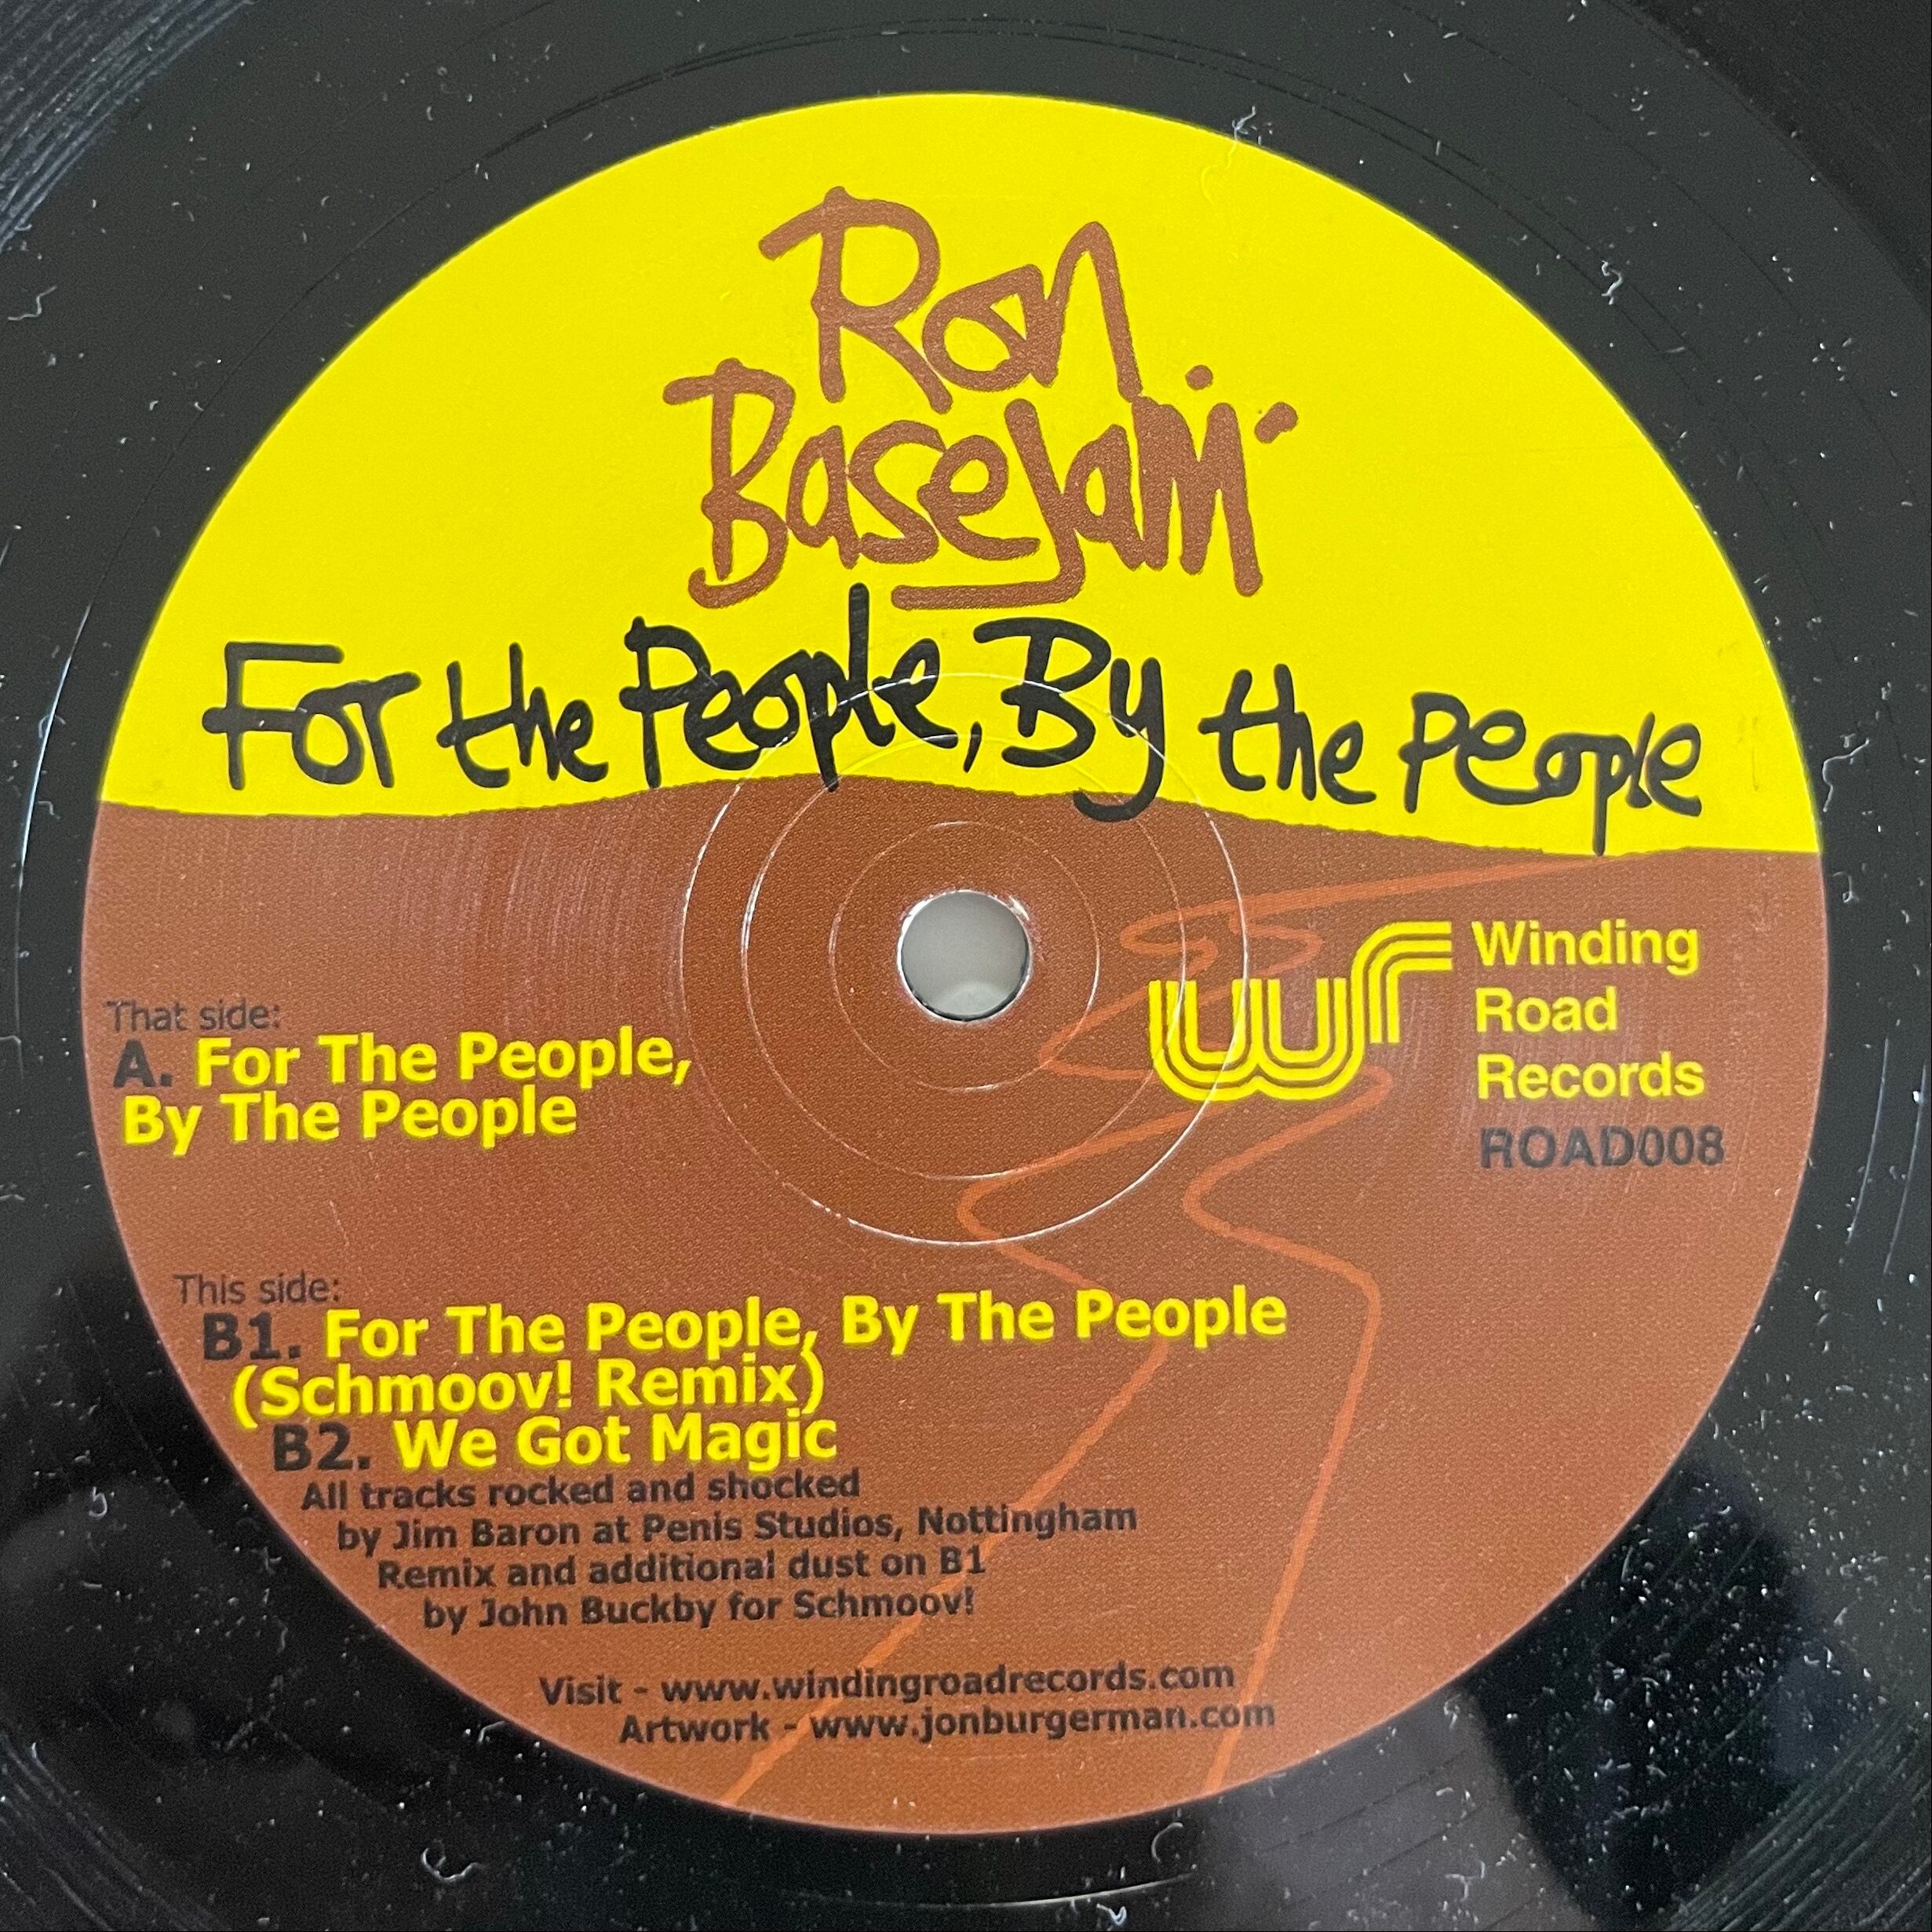 Ron
Basejam
For the People, By the People
Winding
Road
Records
ROAD008
wr
That side:
A. For The People,
By The People
This side:
B1. For The People, By The People
(Schmoov! Remix)
B2. We Got Magic
All tracks rocked and shocked
by Jim Baron at Penis Studios, Nottingham
Remix and additional dust on B1
by John Buckby for Schmoov!
Visit - www.windingroadrecords.com
Artwork - www.jonburgerman.com